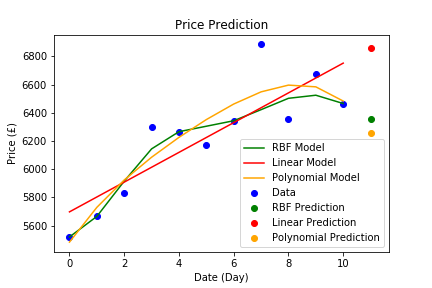 Price Prediction
Price (£)
6800
6600
6400
6200
6000
5800
5600
0
2
4
6
8
10
Date (Day)
RBF Model
Linear Model
Polynomial Model
Data
RBF Prediction
Linear Prediction
Polynomial Prediction